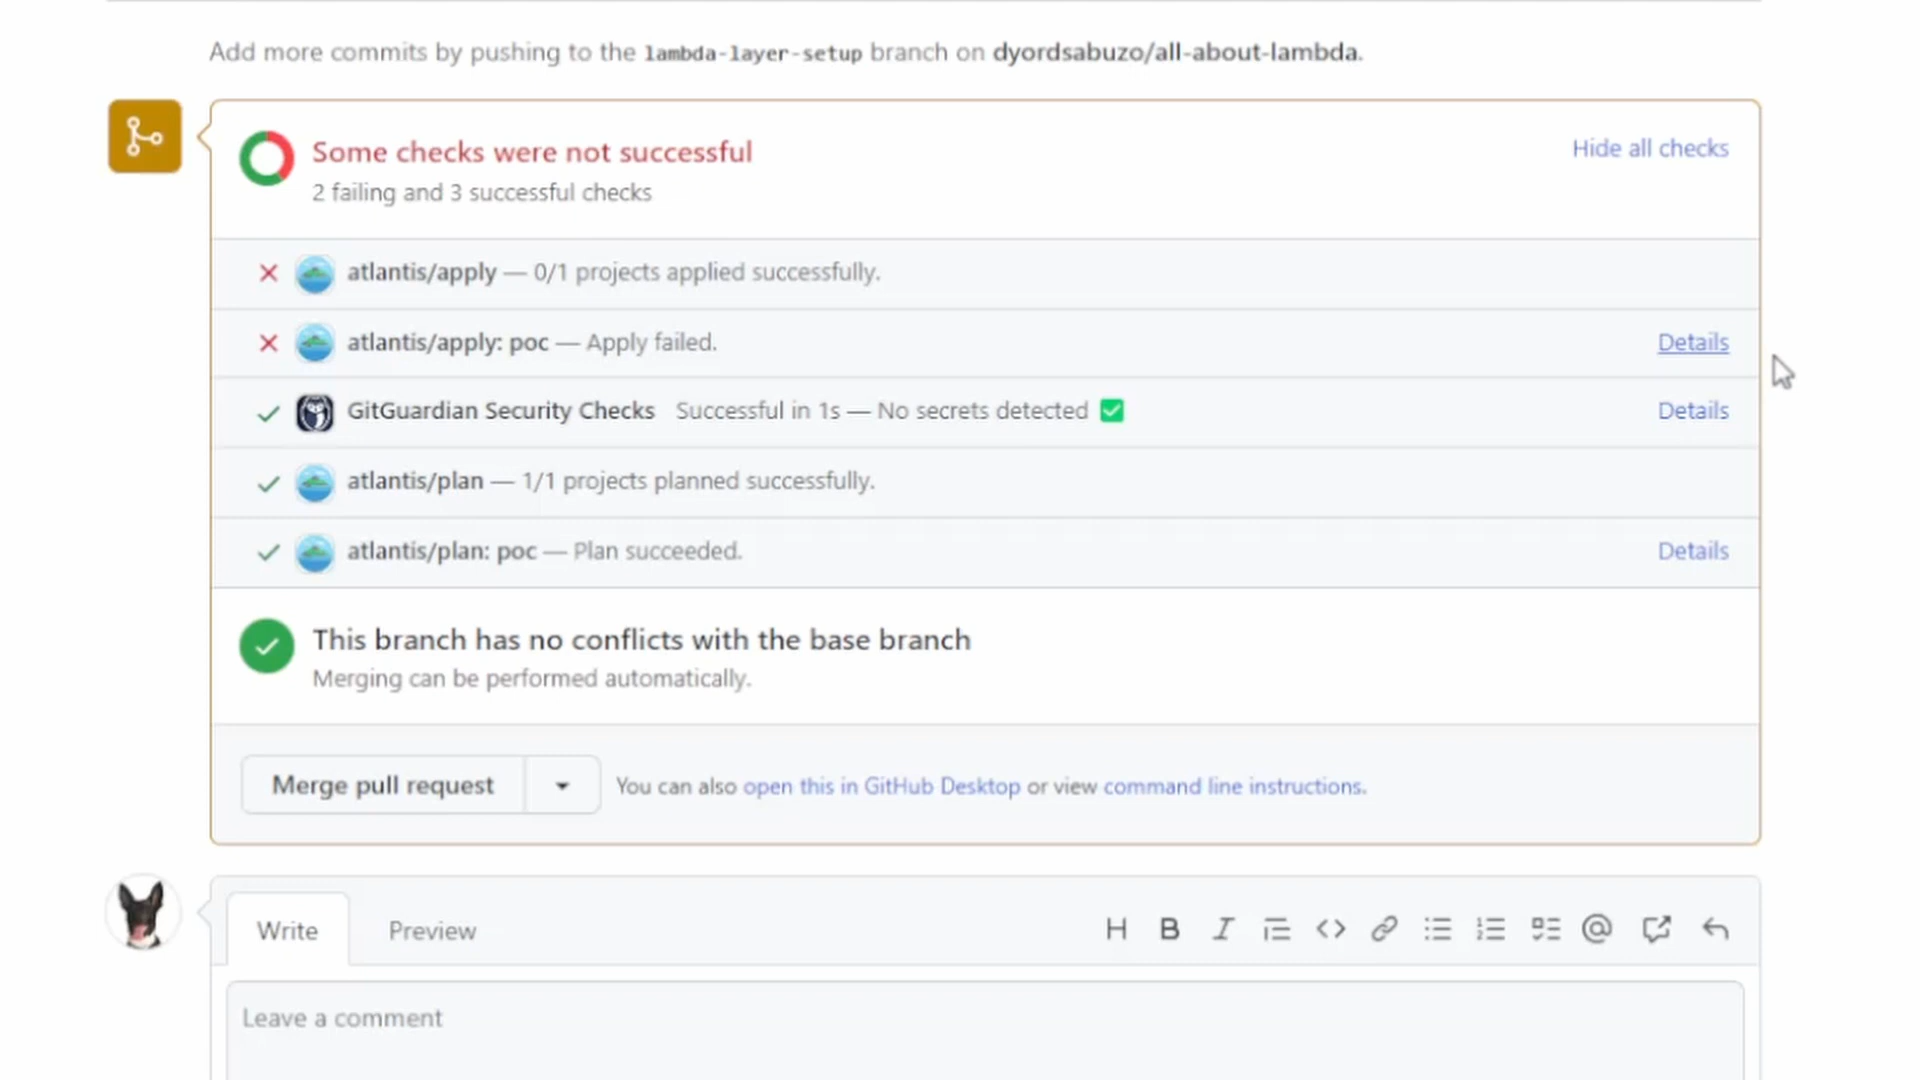 Add more commits by pushing to the lambda-layer-setup branch on dyordsabuzo/all-about-lambda.
Some checks were not successful
Hide all checks
2 failing and 3 successful checks
atlantis/apply — 0/1 projects applied successfully.
atlantis/apply: poc — Apply failed.
Details
GitGuardian Security Checks Successful in 1s — No secrets detected ✅
Details
atlantis/plan — 1/1 projects planned successfully.
atlantis/plan: poc — Plan succeeded.
Details
This branch has no conflicts with the base branch
Merging can be performed automatically.
Merge pull request
You can also open this in GitHub Desktop or view command line instructions.
Write
Preview
Leave a comment